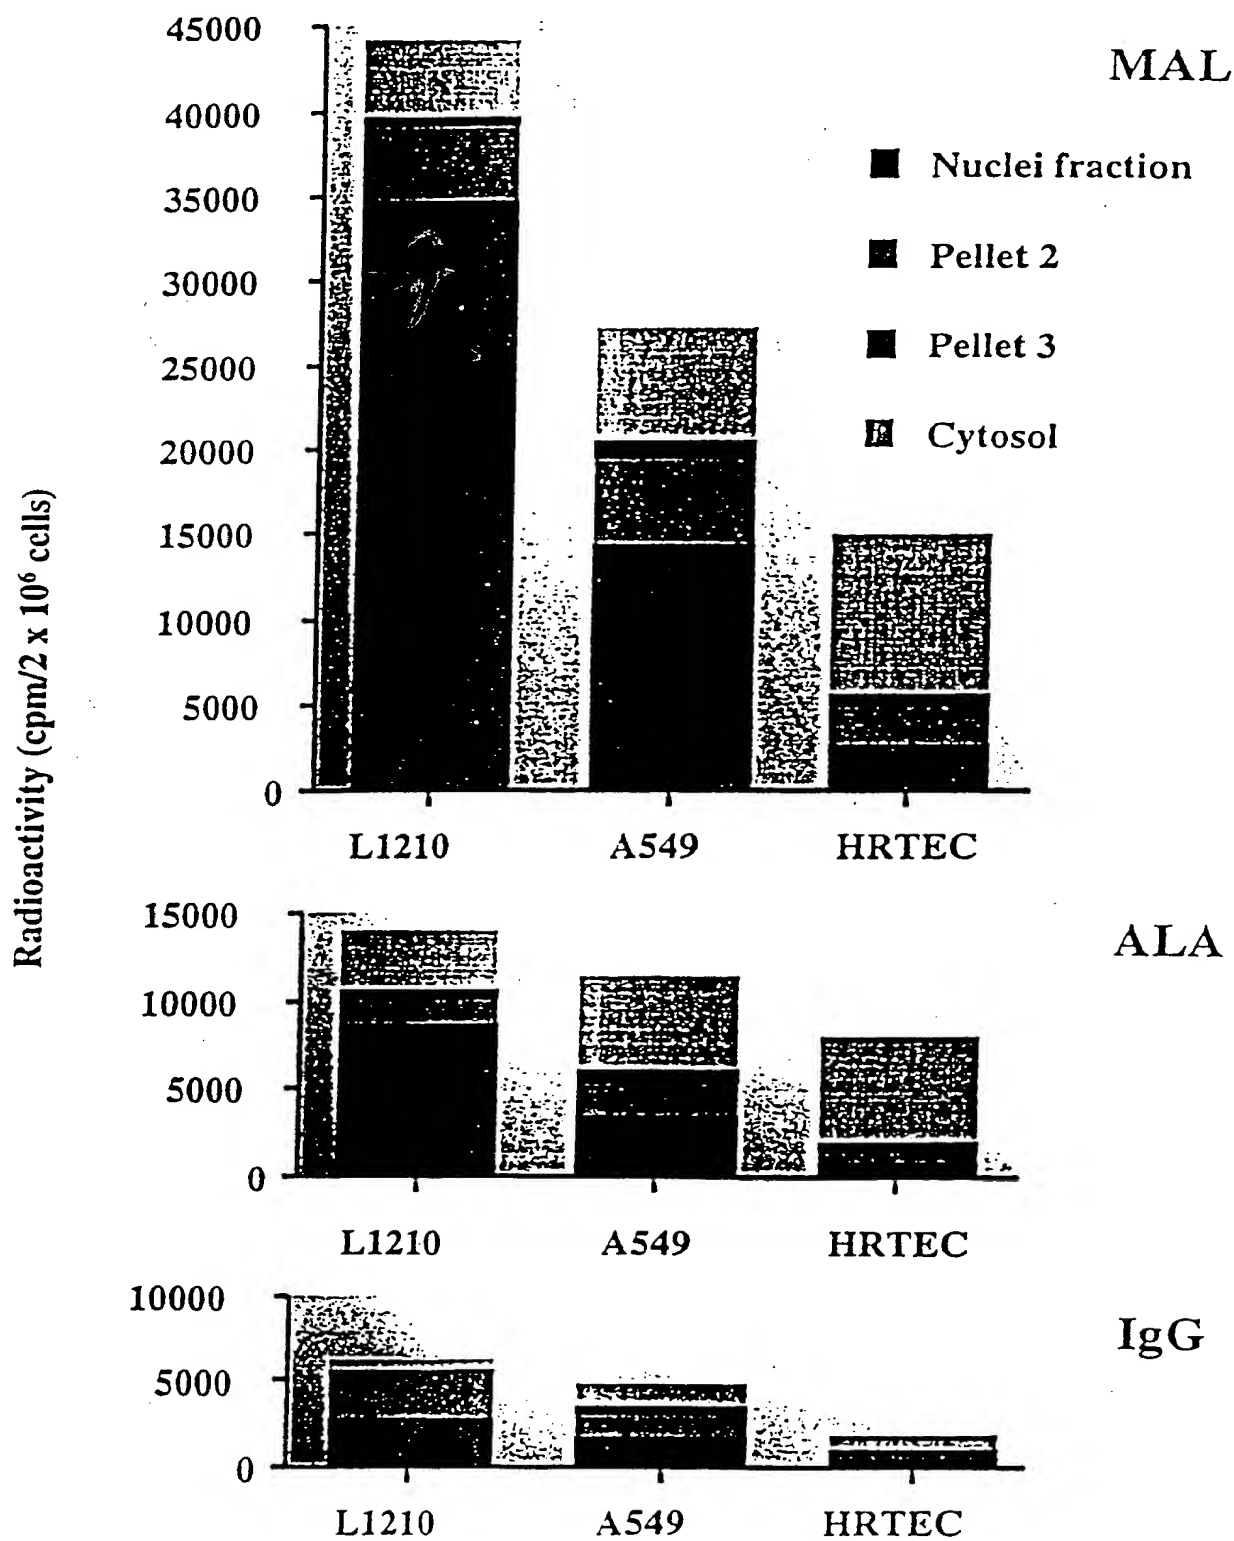 45000
MAL
40000
Nuclei fraction
35000
Pellet 2
30000
Pellet 3
25000
Cytosol
20000
15000
10000
5000
0
L1210 A549 HRTEC
Radioactivity (cpm/2 x 10⁶ cells)
15000
ALA
10000
5000
0
L1210 A549 HRTEC
10000
IgG
5000
0
L1210 A549 HRTEC